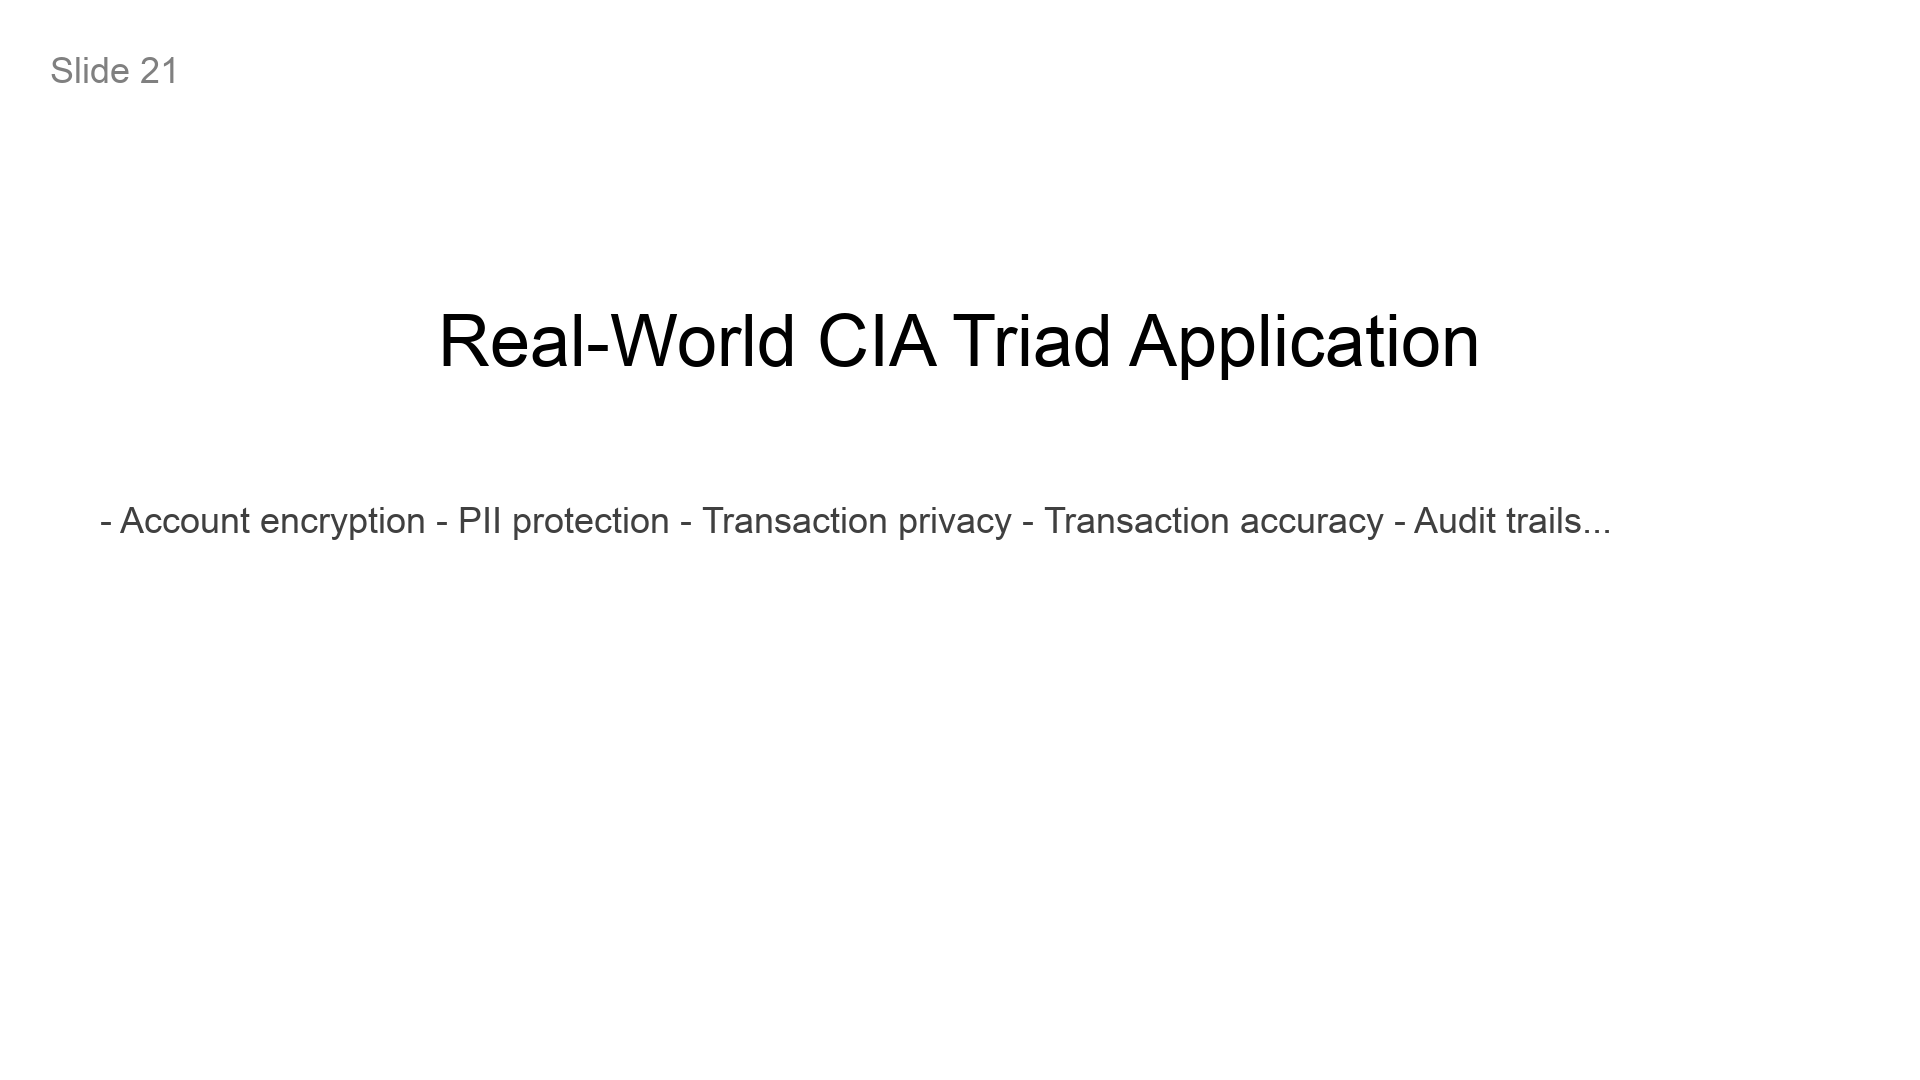 Slide 21
Real-World CIA Triad Application
- Account encryption - PII protection - Transaction privacy - Transaction accuracy - Audit trails...